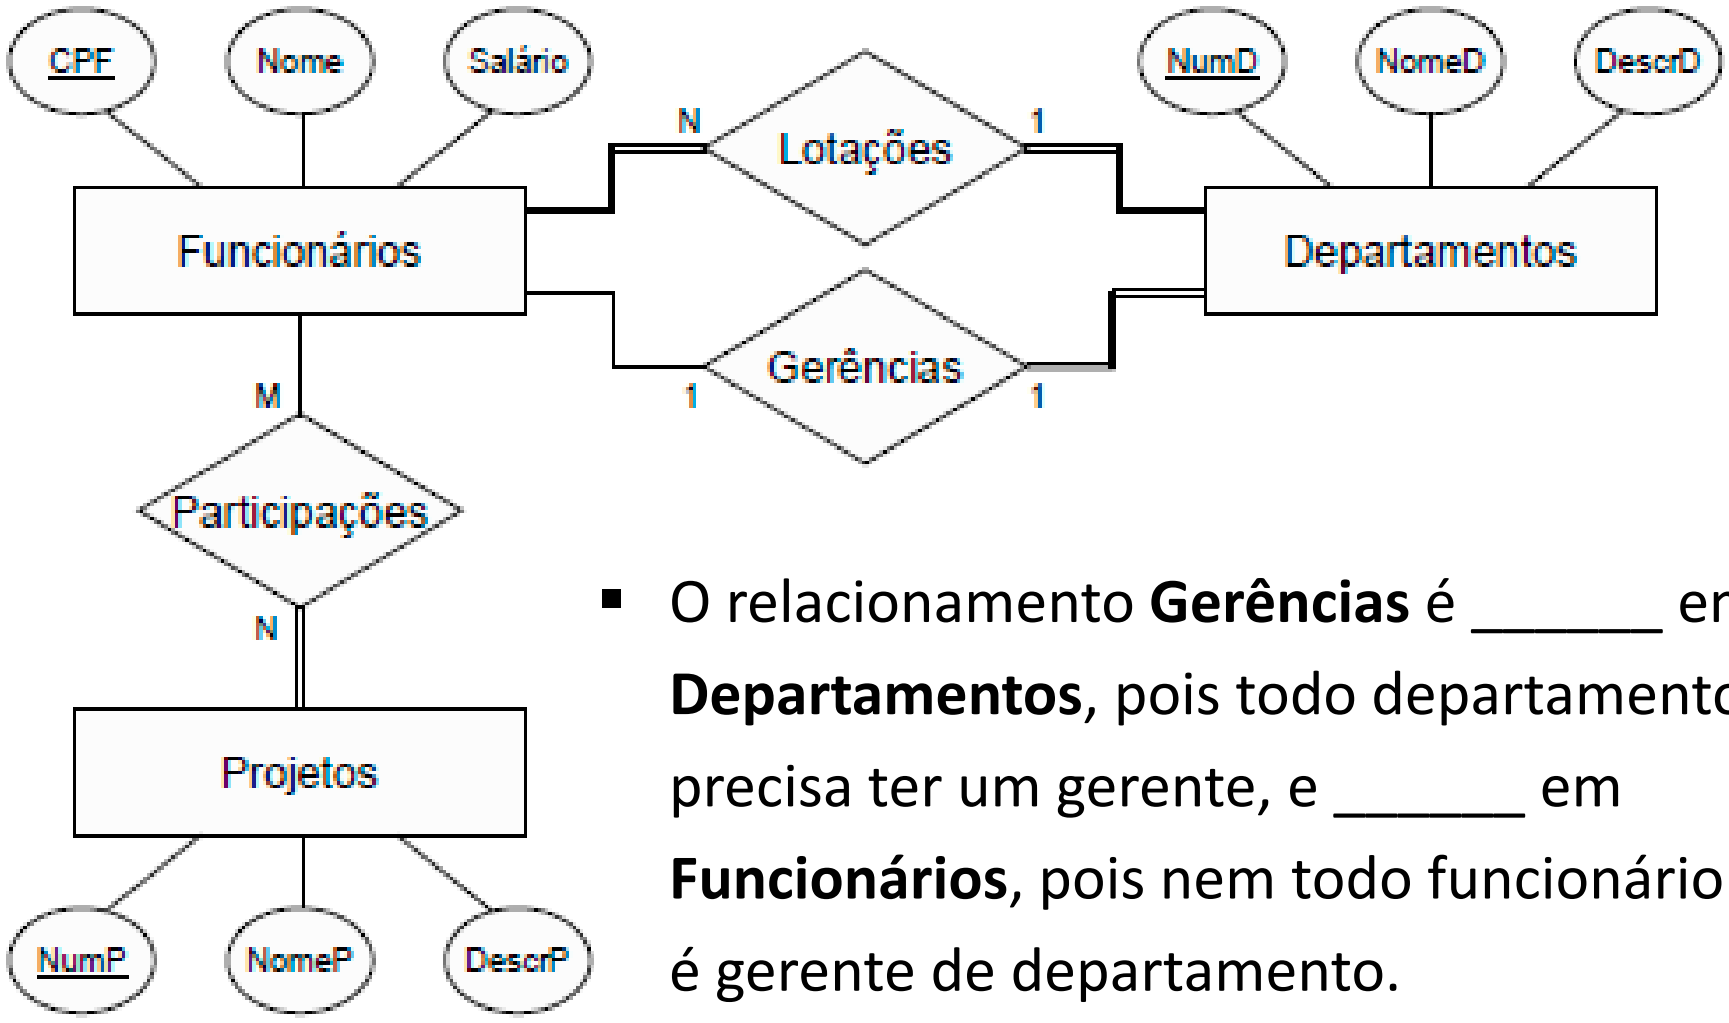 CPF Nome Salário NumD NomeD DescrD
N Lotações 1
Funcionários Departamentos
Gerências
1 1
M
Participações
N
Projetos
NumP NomeP DescrP
▪ O relacionamento Gerências é ______
Departamentos, pois todo departamento
precisa ter um gerente, e ______ em
Funcionários, pois nem todo funcionário
é gerente de departamento.